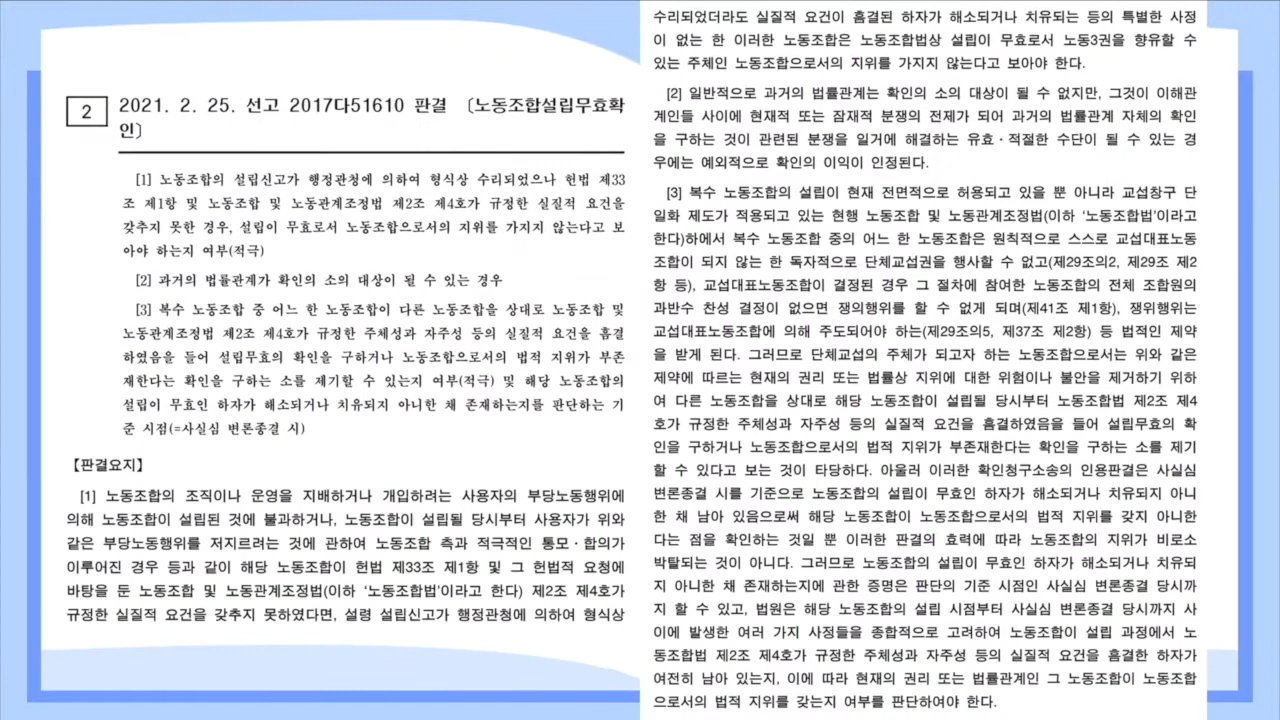 2
2021. 2. 25. 선고 2017다51610 판결 〔노동조합설립무효확
인〕
[1] 노동조합의 설립신고가 행정관청에 의하여 형식상 수리되었으나 헌법 제33
조 제1항 및 노동조합 및 노동관계조정법 제2조 제4호가 규정한 실질적 요건을
갖추지 못한 경우, 설립이 무효로서 노동조합으로서의 지위를 가지지 않는다고 보
아야 하는지 여부(적극)
[2] 과거의 법률관계가 확인의 소의 대상이 될 수 있는 경우
[3] 복수 노동조합 중 어느 한 노동조합이 다른 노동조합을 상대로 노동조합 및
노동관계조정법 제2조 제4호가 규정한 주체성과 자주성 등의 실질적 요건을 흠결
하였음을 들어 설립무효의 확인을 구하거나 노동조합으로서의 법적 지위가 부존
재한다는 확인을 구하는 소를 제기할 수 있는지 여부(적극) 및 해당 노동조합의
설립이 무효인 하자가 해소되거나 치유되지 아니한 채 존재하는지를 판단하는 기
준 시점(=사실심 변론종결 시)
【판결요지】
[1] 노동조합의 조직이나 운영을 지배하거나 개입하려는 사용자의 부당노동행위에
의해 노동조합이 설립된 것에 불과하거나, 노동조합이 설립될 당시부터 사용자가 위와
같은 부당노동행위를 저지르려는 것에 관하여 노동조합 측과 적극적인 통모·합의가
이루어진 경우 등과 같이 해당 노동조합이 헌법 제33조 제1항 및 그 헌법적 요청에
바탕을 둔 노동조합 및 노동관계조정법(이하 '노동조합법'이라고 한다) 제2조 제4호가
규정한 실질적 요건을 갖추지 못하였다면, 설령 설립신고가 행정관청에 의하여 형식상
수리되었더라도 실질적 요건이 흠결된 하자가 해소되거나 치유되는 등의 특별한 사정
이 없는 한 이러한 노동조합은 노동조합법상 설립이 무효로서 노동3권을 향유할 수
있는 주체인 노동조합으로서의 지위를 가지지 않는다고 보아야 한다.
[2] 일반적으로 과거의 법률관계는 확인의 소의 대상이 될 수 없지만, 그것이 이해관
계인들 사이에 현재적 또는 잠재적 분쟁의 전제가 되어 과거의 법률관계 자체의 확인
을 구하는 것이 관련된 분쟁을 일거에 해결하는 유효·적절한 수단이 될 수 있는 경
우에는 예외적으로 확인의 이익이 인정된다.
[3] 복수 노동조합의 설립이 현재 전면적으로 허용되고 있을 뿐 아니라 교섭창구 단
일화 제도가 적용되고 있는 현행 노동조합 및 노동관계조정법(이하 '노동조합법'이라고
한다)하에서 복수 노동조합 중의 어느 한 노동조합은 원칙적으로 스스로 교섭대표노동
조합이 되지 않는 한 독자적으로 단체교섭권을 행사할 수 없고(제29조의2, 제29조 제2
항 등), 교섭대표노동조합이 결정된 경우 그 절차에 참여한 노동조합의 전체 조합원의
과반수 찬성 결정이 없으면 쟁의행위를 할 수 없게 되며(제41조 제1항), 쟁위행위는
교섭대표노동조합에 의해 주도되어야 하는(제29조의5, 제37조 제2항) 등 법적인 제약
을 받게 된다. 그러므로 단체교섭의 주체가 되고자 하는 노동조합으로서는 위와 같은
제약에 따르는 현재의 권리 또는 법률상 지위에 대한 위험이나 불안을 제거하기 위하
여 다른 노동조합을 상대로 해당 노동조합이 설립될 당시부터 노동조합법 제2조 제4
호가 규정한 주체성과 자주성 등의 실질적 요건을 흠결하였음을 들어 설립무효의 확
인을 구하거나 노동조합으로서의 법적 지위가 부존재한다는 확인을 구하는 소를 제기
할 수 있다고 보는 것이 타당하다. 아울러 이러한 확인청구소송의 인용판결은 사실심
변론종결 시를 기준으로 노동조합의 설립이 무효인 하자가 해소되거나 치유되지 아니
한 채 남아 있음으로써 해당 노동조합이 노동조합으로서의 법적 지위를 갖지 아니한
다는 점을 확인하는 것일 뿐 이러한 판결의 효력에 따라 노동조합의 지위가 비로소
박탈되는 것이 아니다. 그러므로 노동조합의 설립이 무효인 하자가 해소되거나 치유되
지 아니한 채 존재하는지에 관한 증명은 판단의 기준 시점인 사실심 변론종결 당시까
지 할 수 있고, 법원은 해당 노동조합의 설립 시점부터 사실심 변론종결 당시까지 사
이에 발생한 여러 가지 사정들을 종합적으로 고려하여 노동조합이 설립 과정에서 노
동조합법 제2조 제4호가 규정한 주체성과 자주성 등의 실질적 요건을 흠결한 하자가
여전히 남아 있는지, 이에 따라 현재의 권리 또는 법률관계인 그 노동조합이 노동조합
으로서의 법적 지위를 갖는지 여부를 판단하여야 한다.